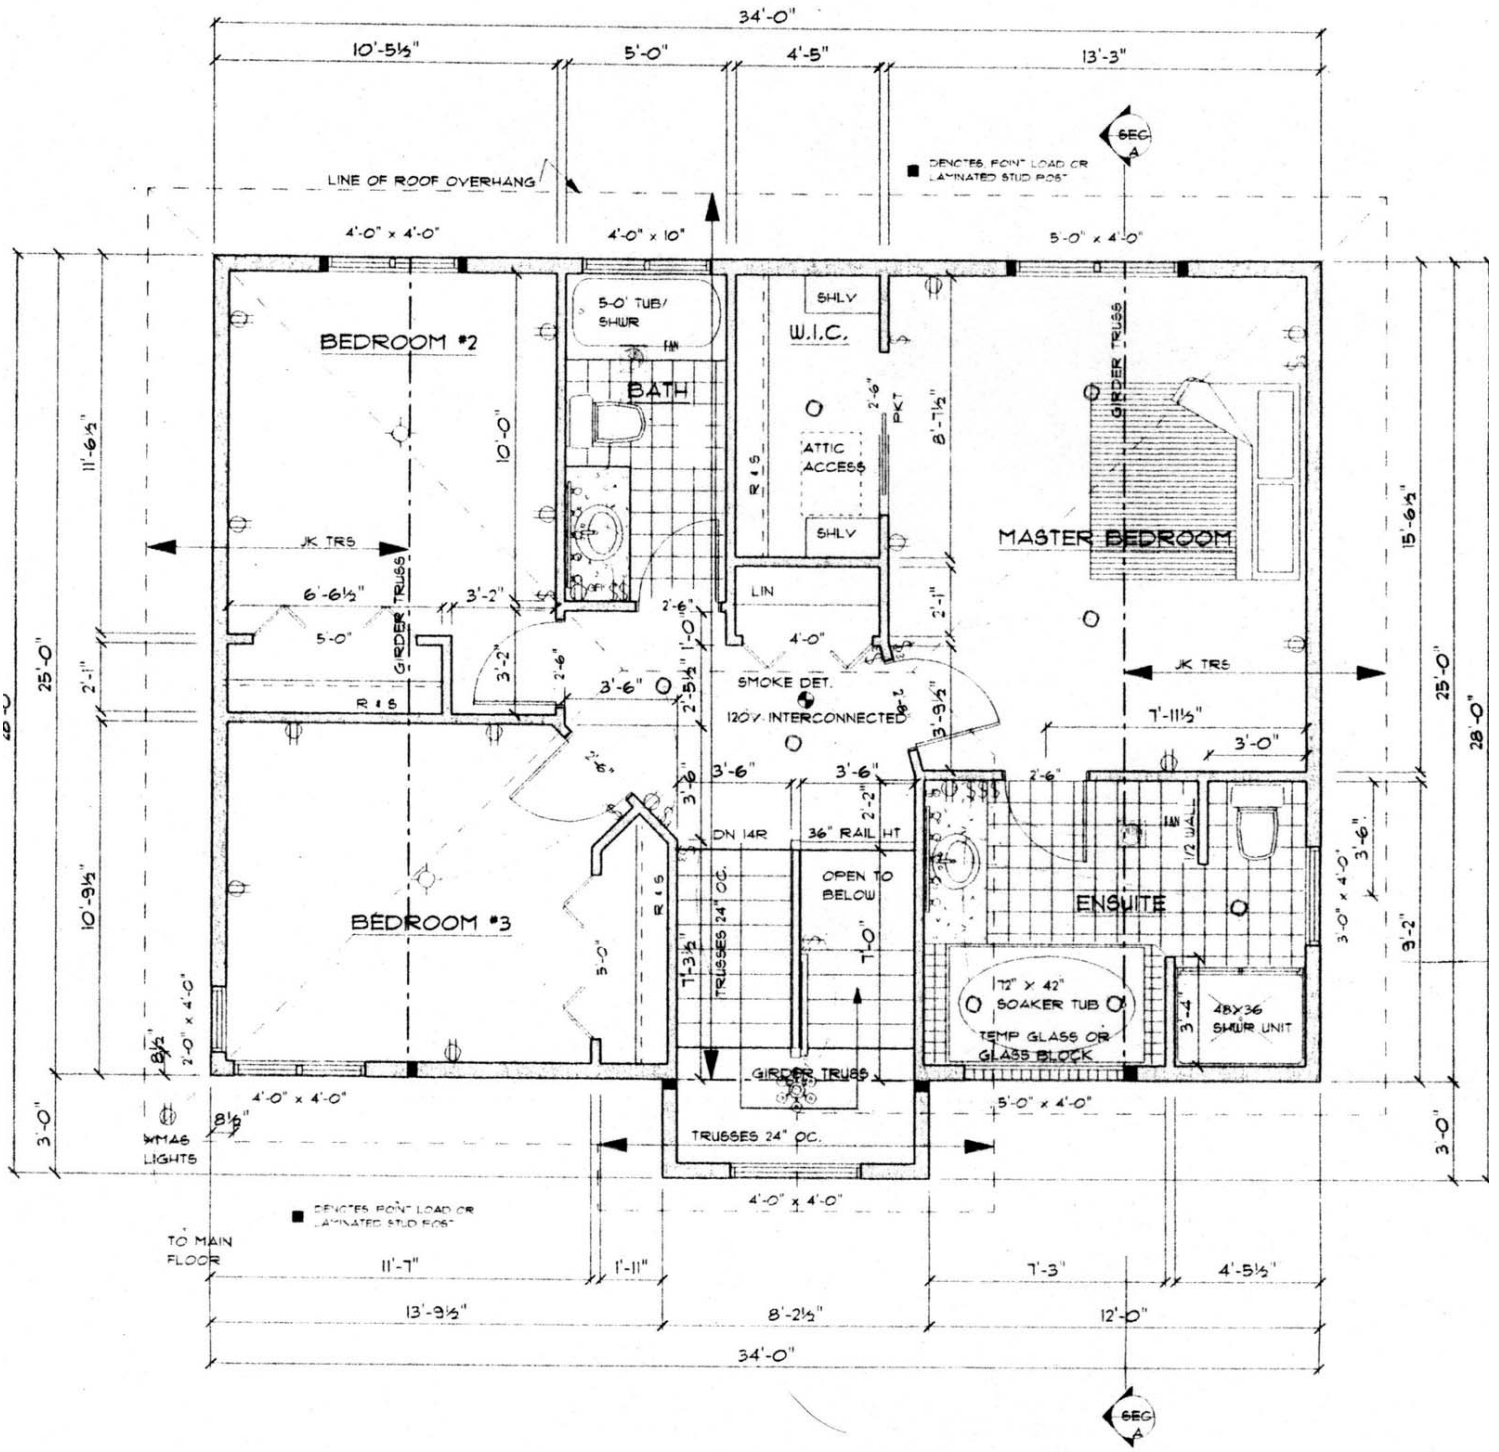 34'-0"
10'-5½"
5'-0"
4'-5"
13'-3"
SEC
A
DENOTES POINT LOAD OR
LAMINATED STUD POST
LINE OF ROOF OVERHANG
4'-0" x 4'-0"
4'-0" x 10"
5'-0" x 4'-0"
BEDROOM #2
5'-0' TUB/
SHWR
FAN
BATH
SHLV
W.I.C.
2'-6"
PKT
ATTIC
ACCESS
R & S
SHLV
8'-7½"
GIRDER TRUSS
MASTER BEDROOM
11'-6½"
10'-0"
15'-6½"
JK TRS
GIRDER TRUSS
6'-6½"
3'-2"
5'-0"
R & S
3'-2"
2'-6"
2'-6"
1'-0"
LIN
4'-0"
2'-1"
2'-1"
25'-0"
3'-6"
2'-5½"
SMOKE DET.
120V INTERCONNECTED
2'-8"
3'-9½"
JK TRS
7'-11½"
3'-0"
25'-0"
28'-0"
2'-6"
3'-6"
3'-6"
3'-6"
2'-2"
2'-6"
DN 14R
36" RAIL HT
FAN
1/2 WALL
3'-6"
10'-9½"
BEDROOM #3
R & S
5'-0"
TRUSSES 24" OC.
OPEN TO
BELOW
7'-3½"
7'-0"
ENSUITE
3'-0" x 4'-0"
9'-2"
72" x 42"
SOAKER TUB
TEMP GLASS OR
GLASS BLOCK
3'-4"
48X36
SHWR UNIT
8½"
2'-0" x 4'-0"
GIRDER TRUSS
4'-0" x 4'-0"
5'-0" x 4'-0"
8½"
3'-0"
3'-0"
XMAS
LIGHTS
TRUSSES 24" OC.
4'-0" x 4'-0"
DENOTES POINT LOAD OR
LAMINATED STUD POST
TO MAIN
FLOOR
11'-7"
1'-11"
7'-3"
4'-5½"
13'-9½"
8'-2½"
12'-0"
34'-0"
SEC
A